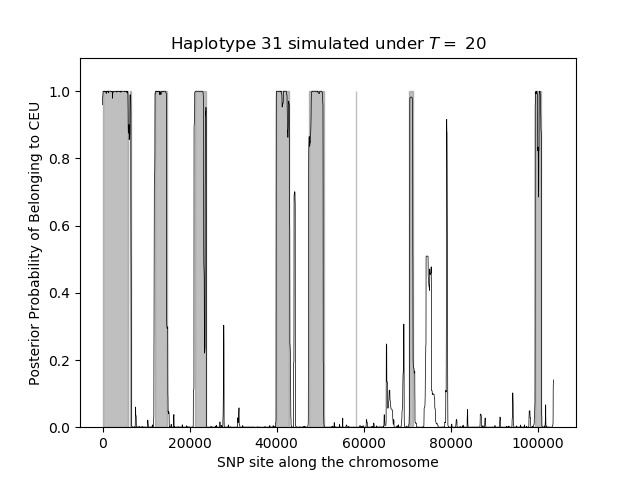 Haplotype 31 simulated under T = 20
Posterior Probability of Belonging to CEU
1.0
0.8
0.6
0.4
0.2
0.0
0 20000 40000 60000 80000 100000
SNP site along the chromosome